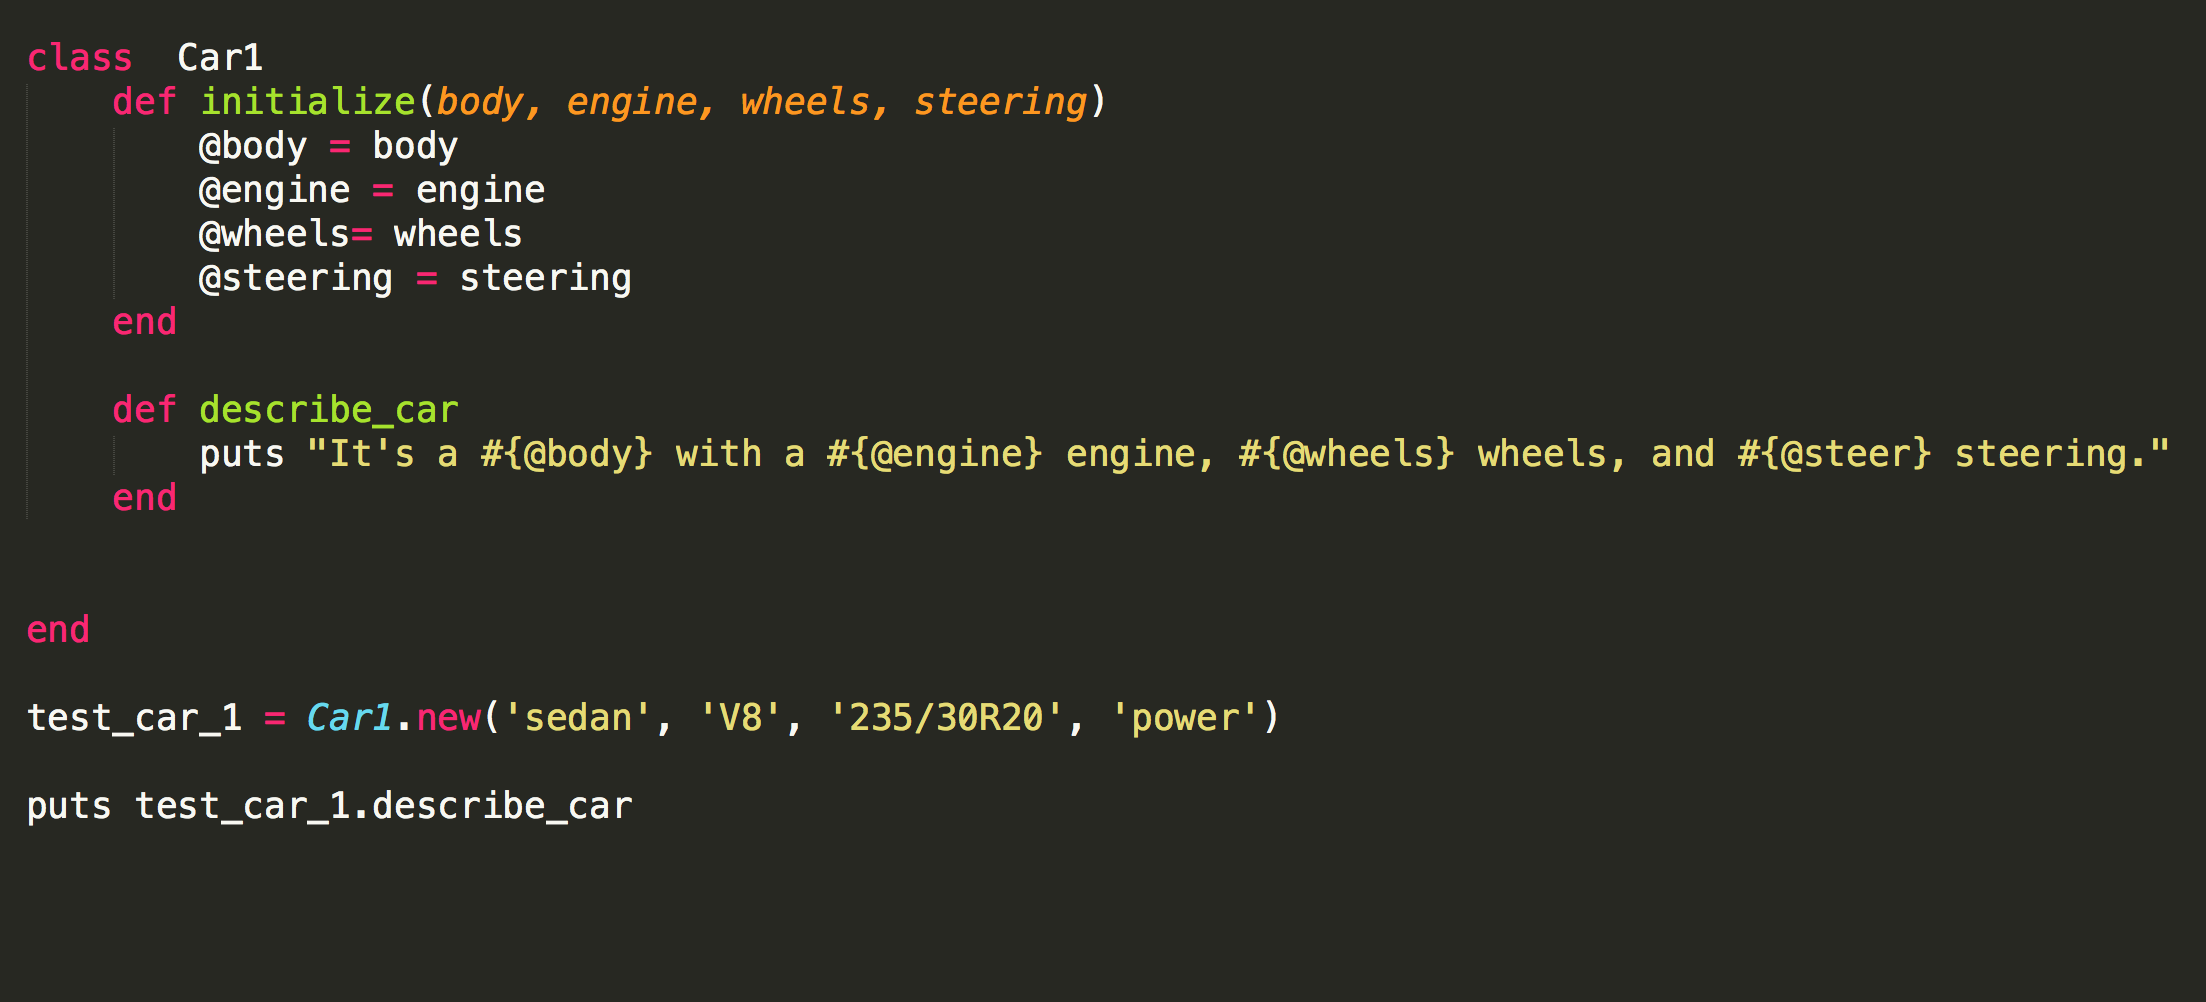 class  Car1
    def initialize(body, engine, wheels, steering)
        @body = body
        @engine = engine
        @wheels= wheels
        @steering = steering
    end

    def describe_car
        puts "It's a #{@body} with a #{@engine} engine, #{@wheels} wheels, and #{@steer} steering."
    end

end

test_car_1 = Car1.new('sedan', 'V8', '235/30R20', 'power')

puts test_car_1.describe_car